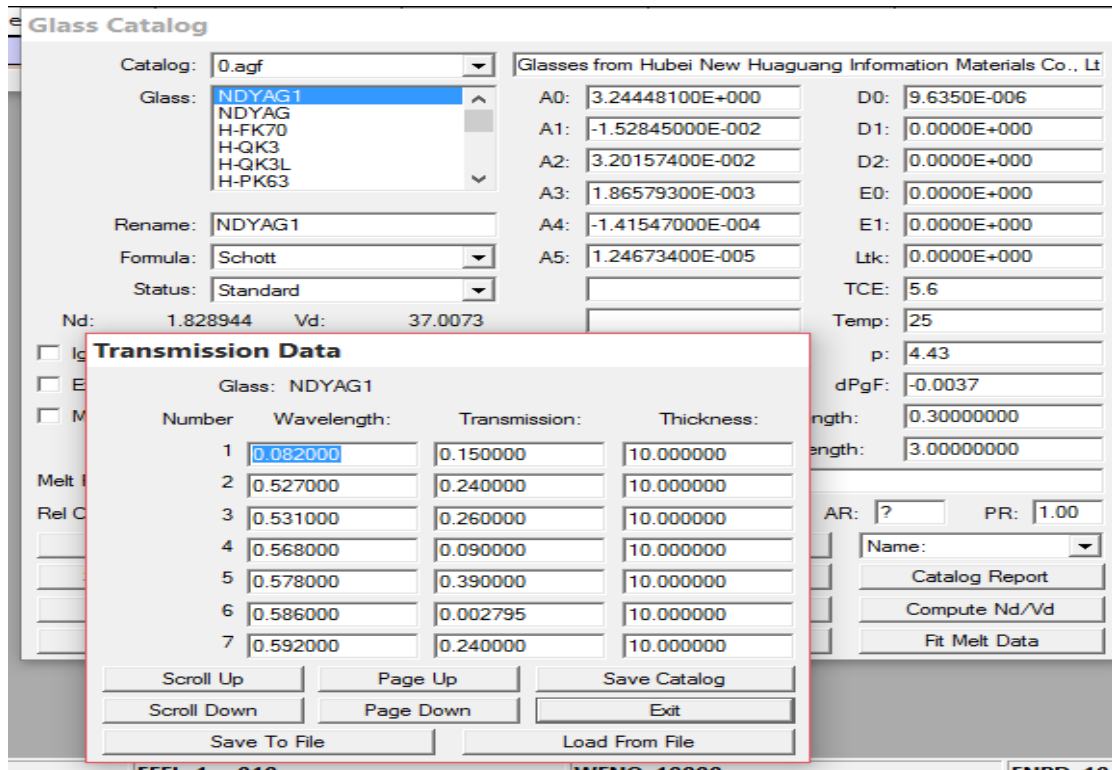 Glass Catalog
Catalog: 0.agf Glasses from Hubei New Huaguang Information Materials Co., Lt
Glass: NDYAG1 A0: 3.24448100E+000 D0: 9.6350E-006
NDYAG
H-FK70 A1: -1.52845000E-002 D1: 0.0000E+000
H-QK3
H-QK3L A2: 3.20157400E-002 D2: 0.0000E+000
H-PK63
A3: 1.86579300E-003 E0: 0.0000E+000
Rename: NDYAG1 A4: -1.41547000E-004 E1: 0.0000E+000
Formula: Schott A5: 1.24673400E-005 Ltk: 0.0000E+000
Status: Standard TCE: 5.6
Nd: 1.828944 Vd: 37.0073 Temp: 25
Transmission Data
p: 4.43
Glass: NDYAG1 dPgF: -0.0037
Number Wavelength: Transmission: Thickness: 0.30000000
1 0.082000 0.150000 10.000000 3.00000000
Melt
2 0.527000 0.240000 10.000000
Rel
3 0.531000 0.260000 10.000000 AR: ? PR: 1.00
4 0.568000 0.090000 10.000000 Name:
5 0.578000 0.390000 10.000000 Catalog Report
6 0.586000 0.002795 10.000000 Compute Nd/Vd
7 0.592000 0.240000 10.000000 Fit Melt Data
Scroll Up Page Up Save Catalog
Scroll Down Page Down Exit
Save To File Load From File